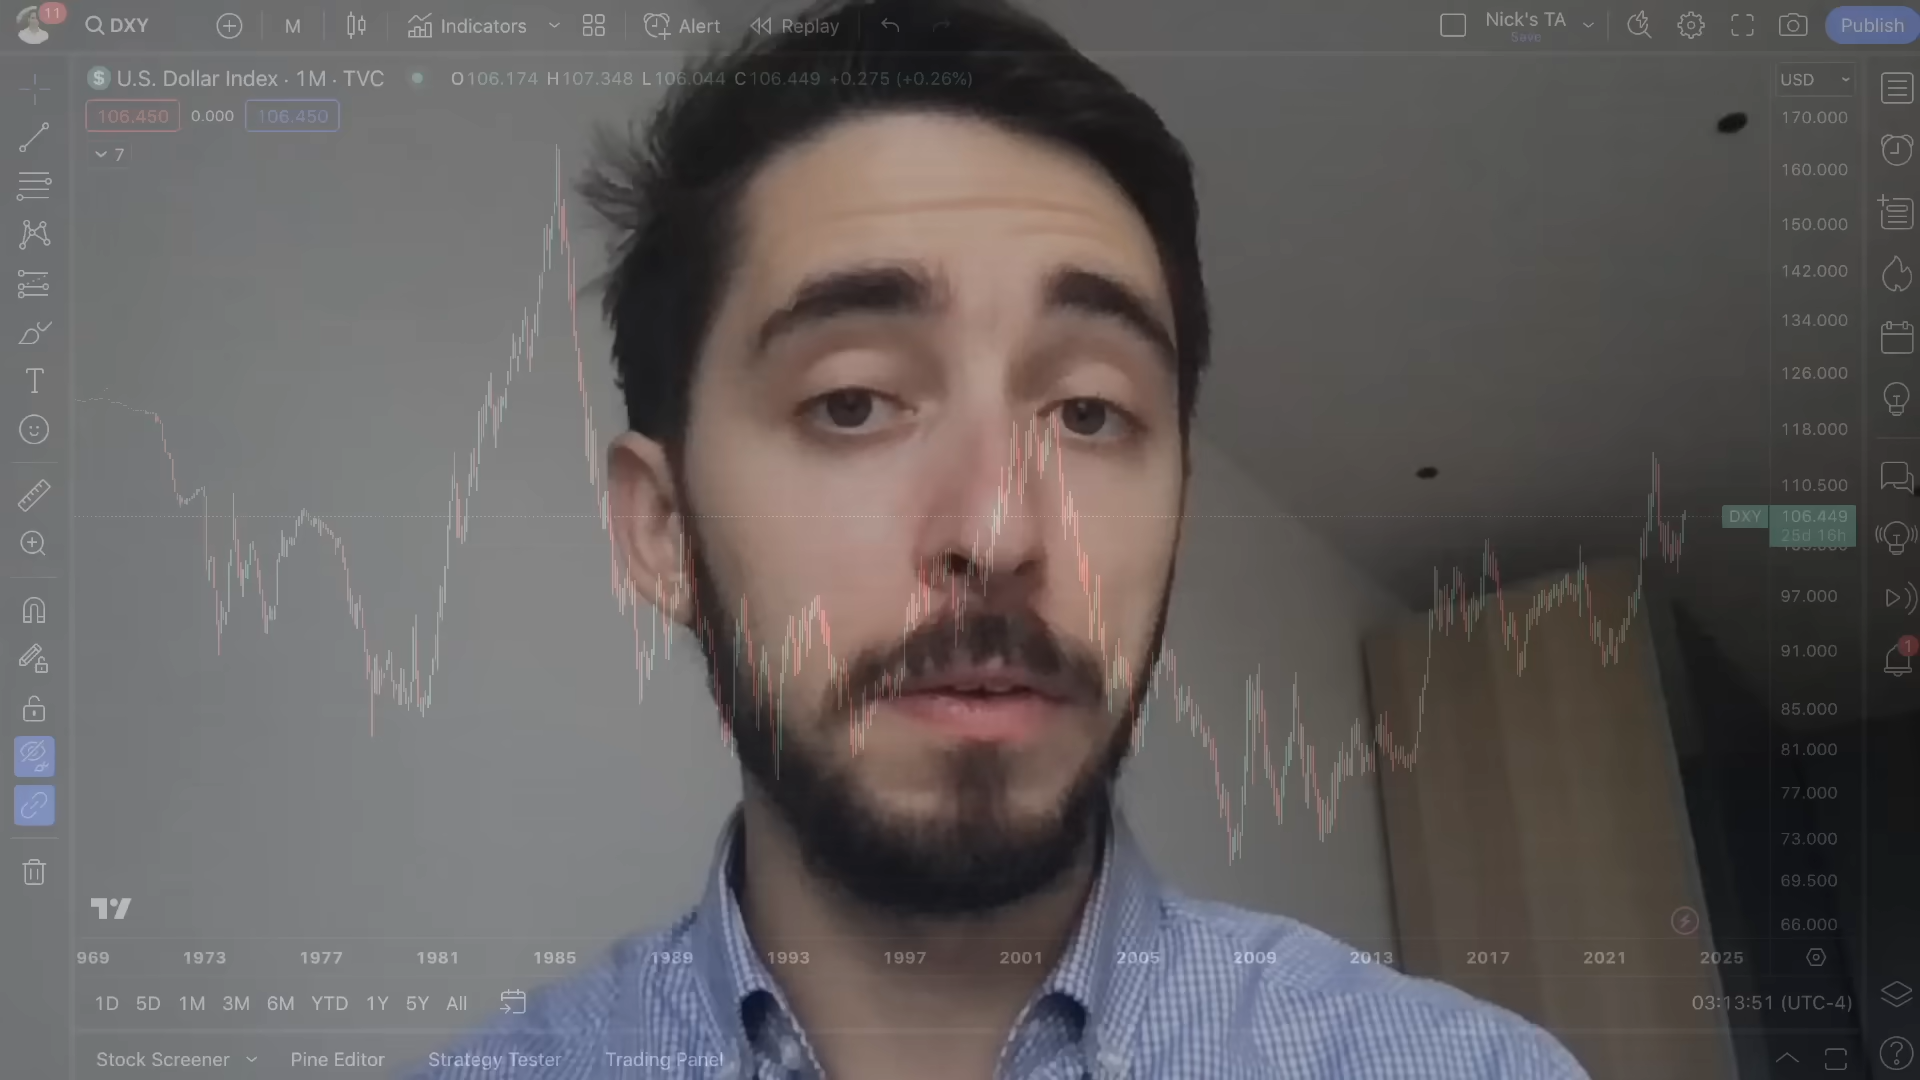 11
DXY
M
Indicators
Alert
Replay
Nick's TA
Save
Publish
U.S. Dollar Index · 1M · TVC
O106.174 H107.348 L106.044 C106.449 +0.275 (+0.26%)
USD
106.450
0.000
106.450
7
170.000
160.000
150.000
142.000
134.000
126.000
118.000
110.500
DXY
106.449
25d 16h
97.000
91.000
1
85.000
81.000
77.000
73.000
69.500
66.000
969
1973
1977
1981
1985
1989
1993
1997
2001
2005
2009
2013
2017
2021
2025
1D
5D
1M
3M
6M
YTD
1Y
5Y
All
03:13:51 (UTC-4)
Stock Screener
Pine Editor
Strategy Tester
Trading Panel